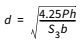 d = √(4.25Ph / S₃b)